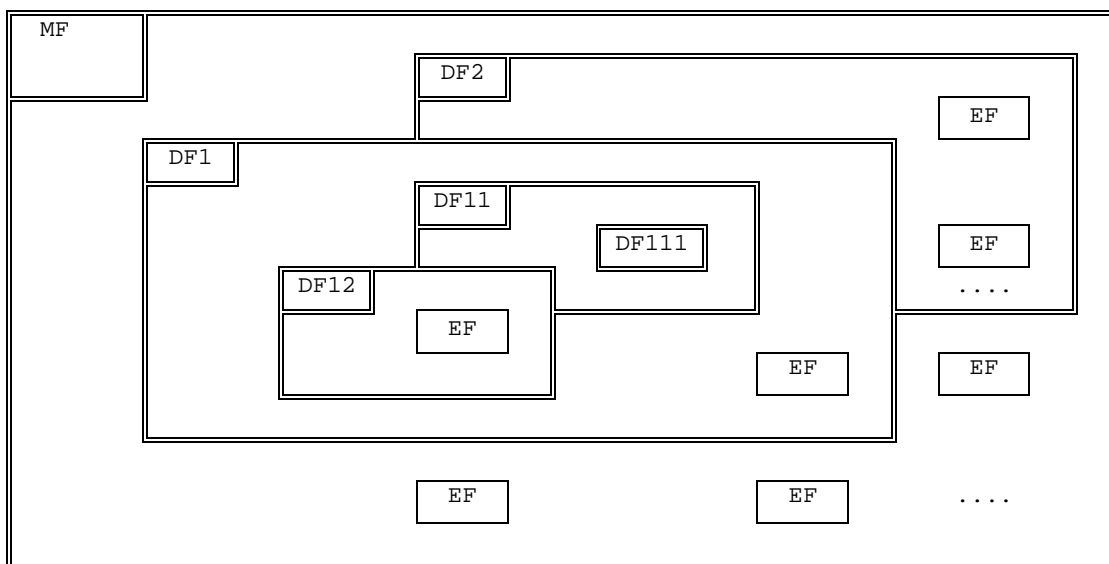 MF
DF2
EF
DF1
DF11
DF111
EF
DF12
....
EF
EF
EF
EF
EF
....